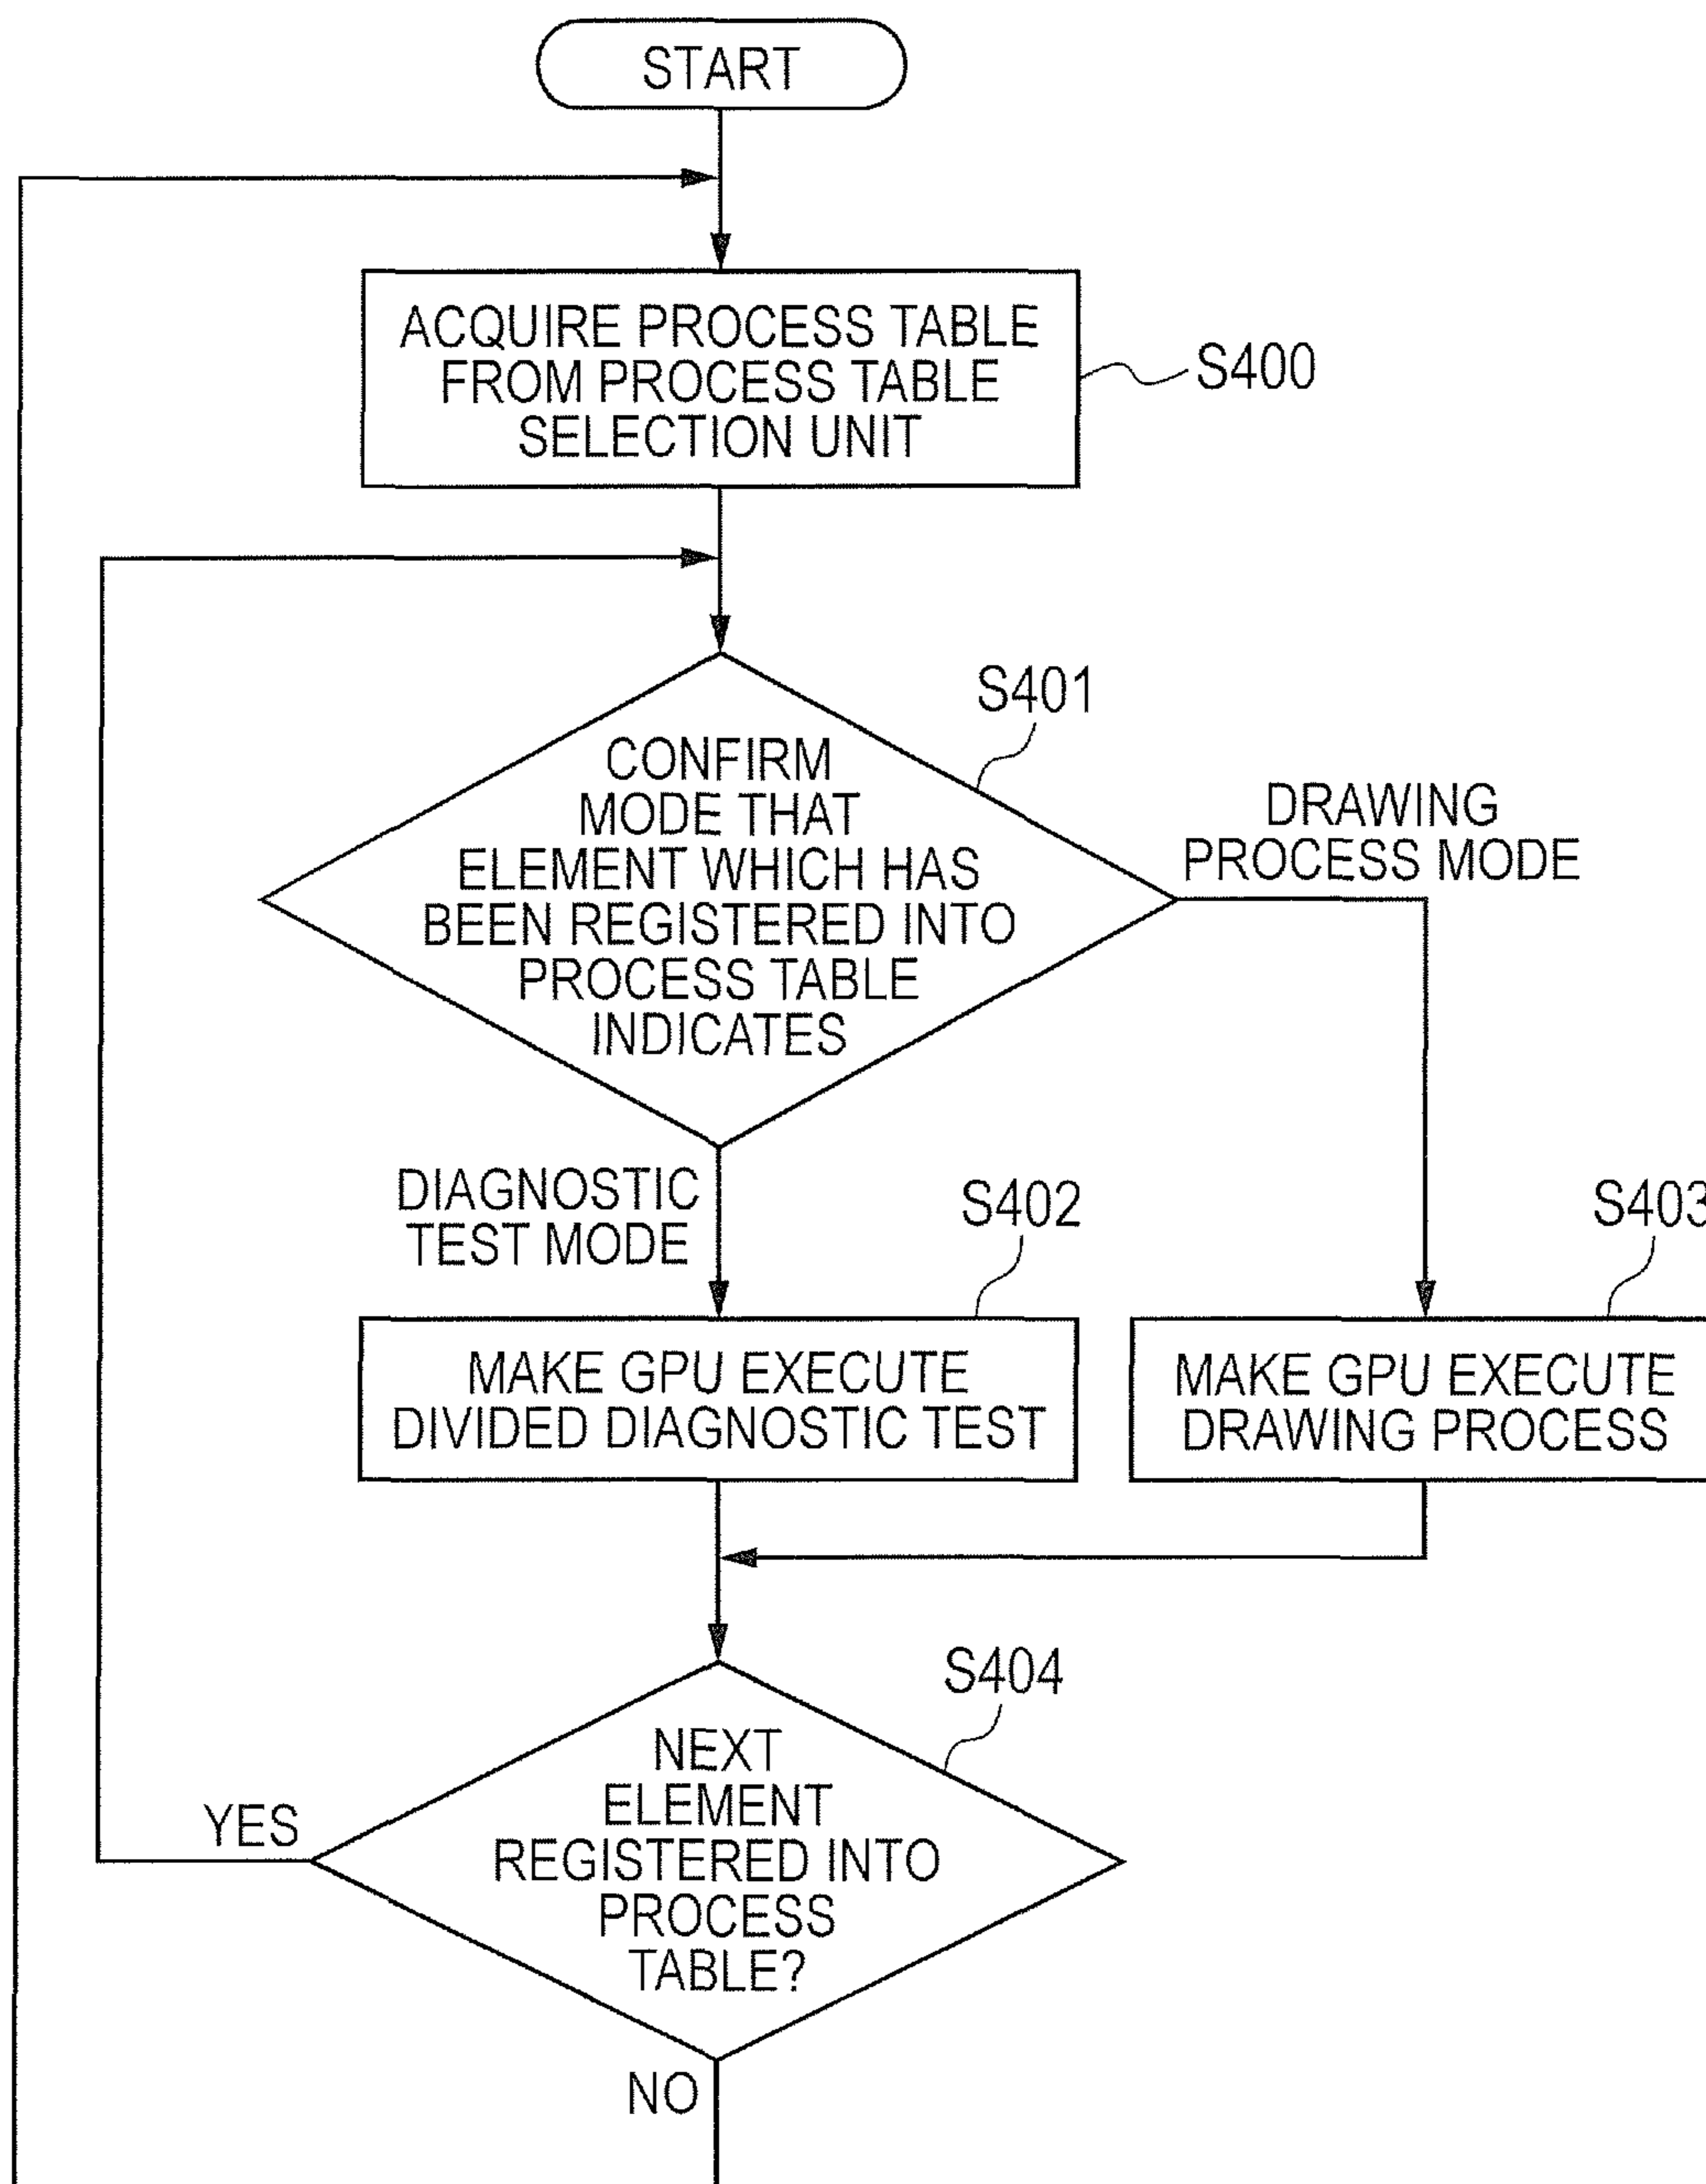 START
ACQUIRE PROCESS TABLE
FROM PROCESS TABLE
SELECTION UNIT
S400
S401
CONFIRM
MODE THAT
ELEMENT WHICH HAS
BEEN REGISTERED INTO
PROCESS TABLE
INDICATES
DRAWING
PROCESS MODE
DIAGNOSTIC
TEST MODE
S402
S403
MAKE GPU EXECUTE
DIVIDED DIAGNOSTIC TEST
MAKE GPU EXECUTE
DRAWING PROCESS
S404
NEXT
ELEMENT
REGISTERED INTO
PROCESS
TABLE?
YES
NO